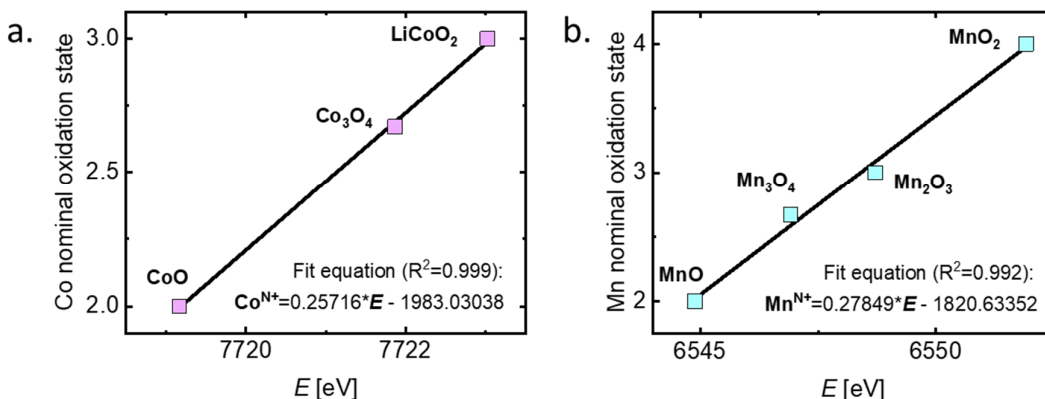 a.
Co nominal oxidation state
3.0
2.5
2.0
LiCoO₂
Co₃O₄
CoO
Fit equation (R²=0.999):
Co^N+=0.25716*E - 1983.03038
7720
7722
E [eV]
b.
Mn nominal oxidation state
4
3
2
MnO₂
Mn₃O₄
Mn₂O₃
MnO
Fit equation (R²=0.992):
Mn^N+=0.27849*E - 1820.63352
6545
6550
E [eV]